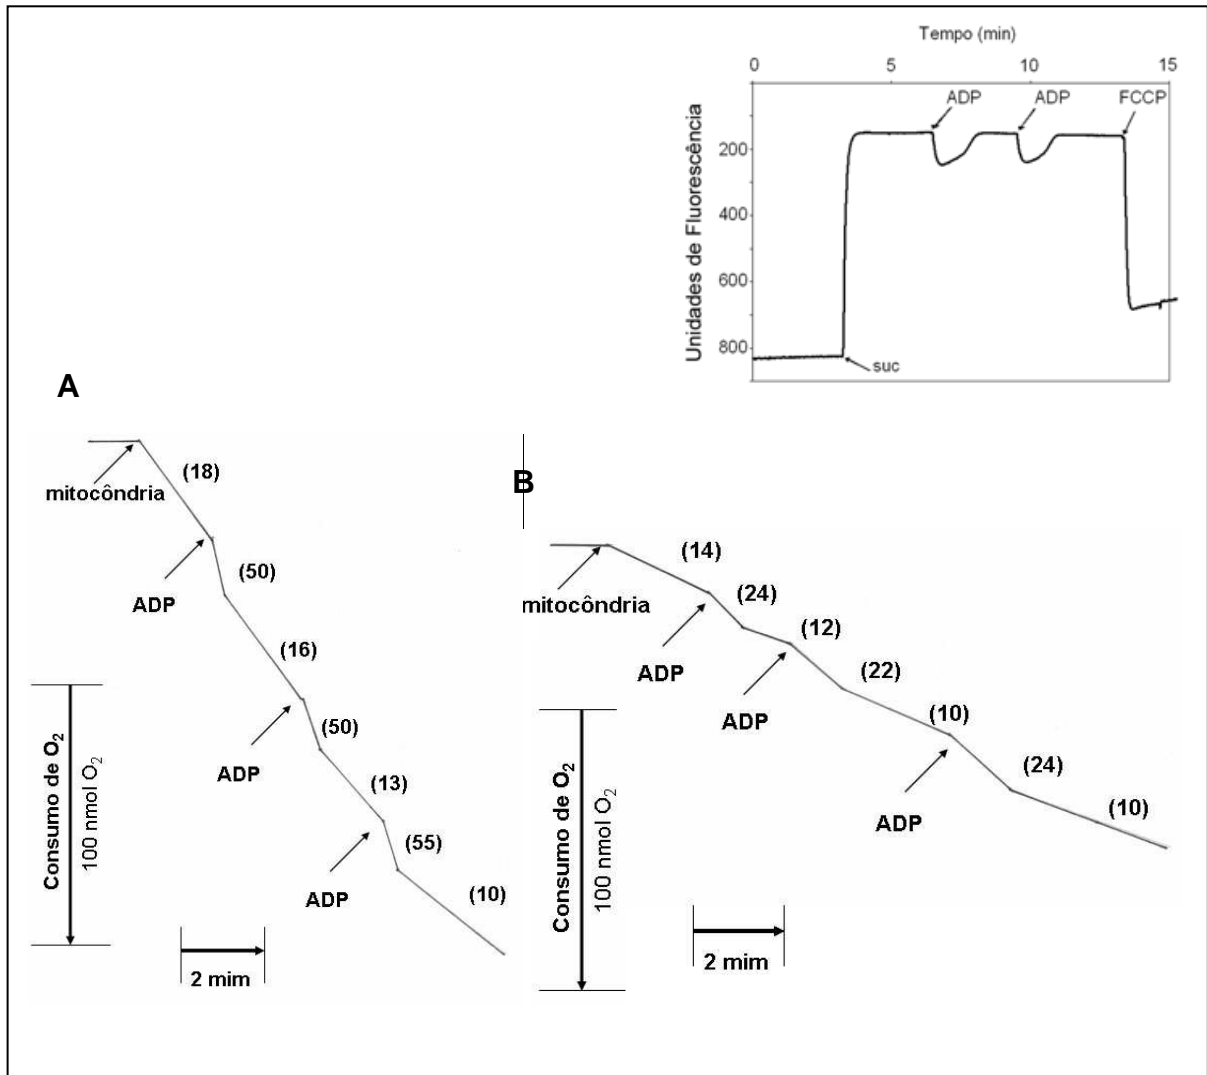 Tempo (min)
0 5 10 15
ADP ADP FCCP
Unidades de Fluorescência
200
400
600
800
suc
A
(18)
mitocôndria
ADP
(50)
(16)
ADP
(50)
(13)
ADP
(55)
(10)
Consumo de O₂
100 nmol O₂
2 mim
B
(14)
mitocôndria
(24)
ADP
(12)
ADP
(22)
(10)
ADP
(24)
(10)
Consumo de O₂
100 nmol O₂
2 mim